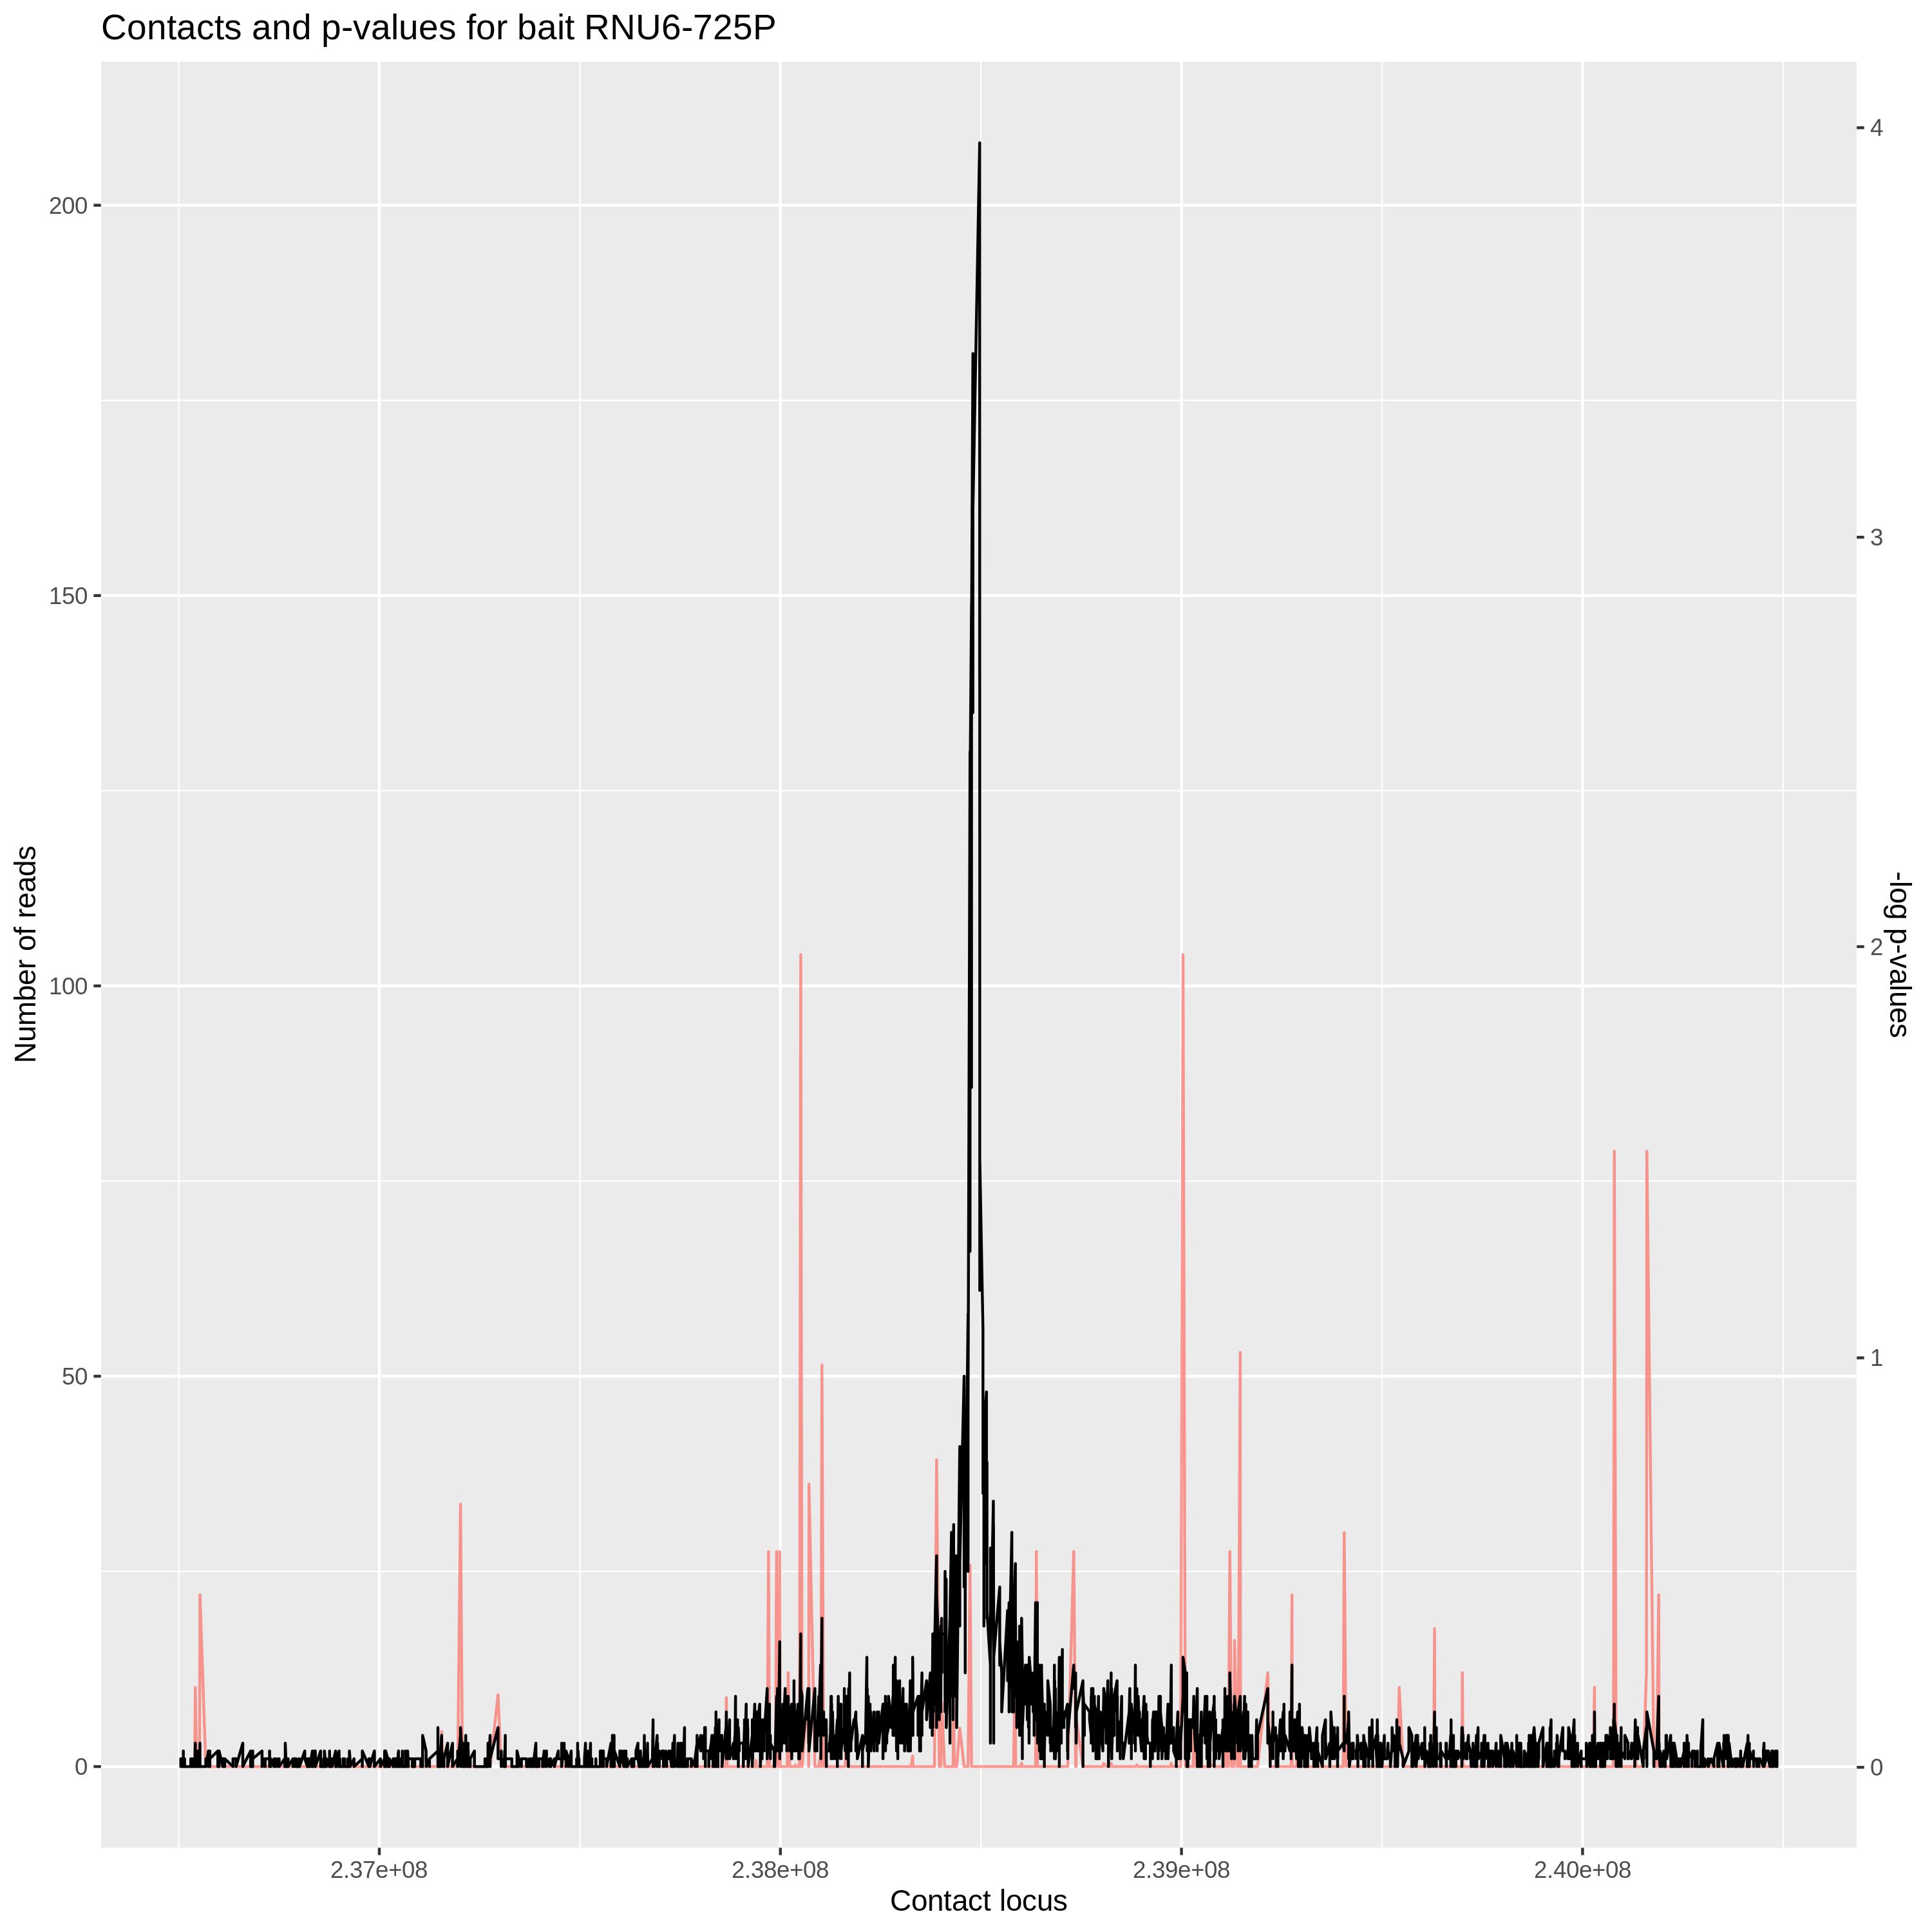 Contacts and p-values for bait RNU6-725P
Number of reads
200
150
100
50
0
4
3
2
1
0
-log p-values
2.37e+08
2.38e+08
2.39e+08
2.40e+08
Contact locus